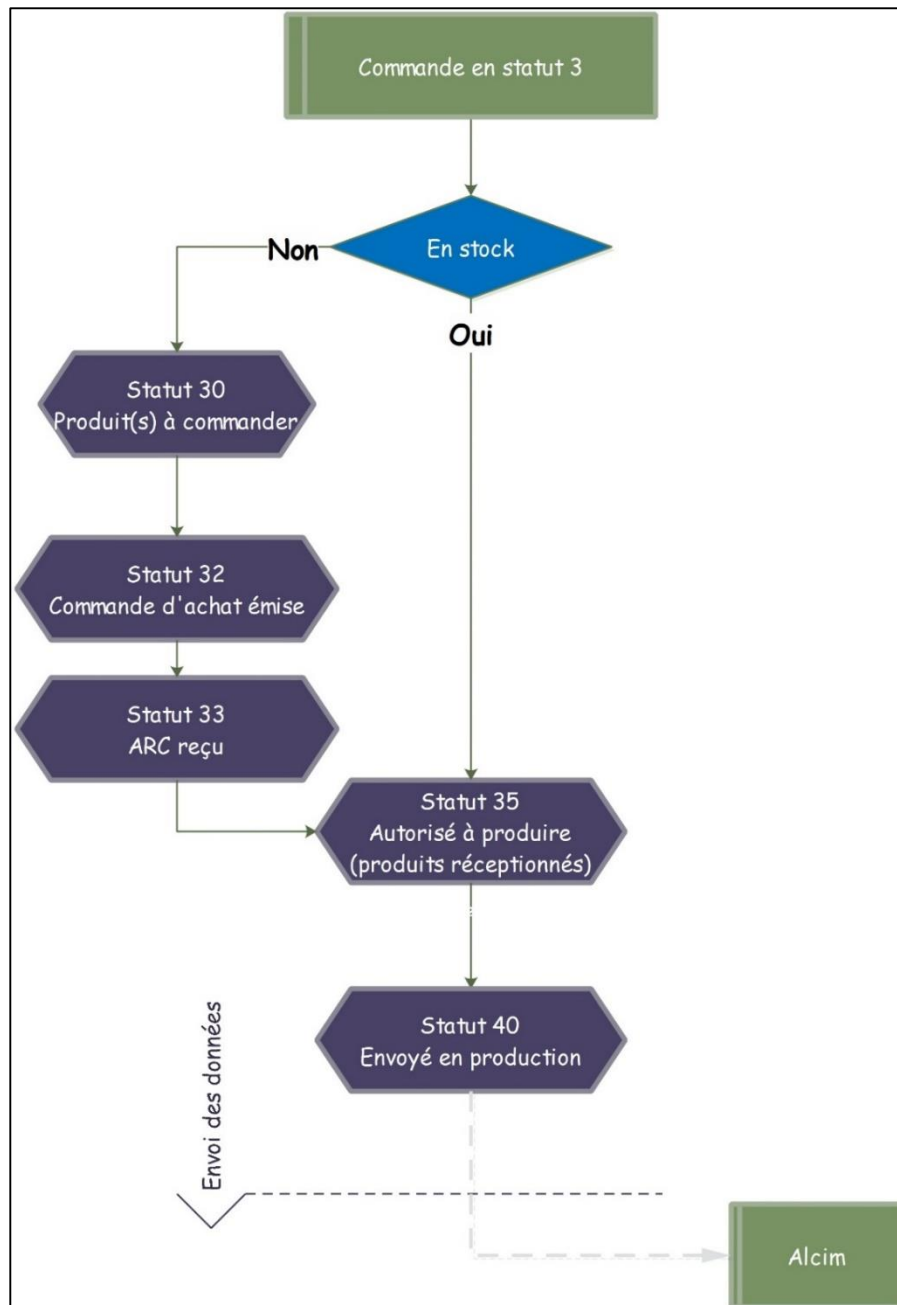 Commande en statut 3
En stock
Non
Oui
Statut 30
Produit(s) à commander
Statut 32
Commande d'achat émise
Statut 33
ARC reçu
Statut 35
Autorisé à produire
(produits réceptionnés)
Statut 40
Envoyé en production
Envoi des données
Alcim